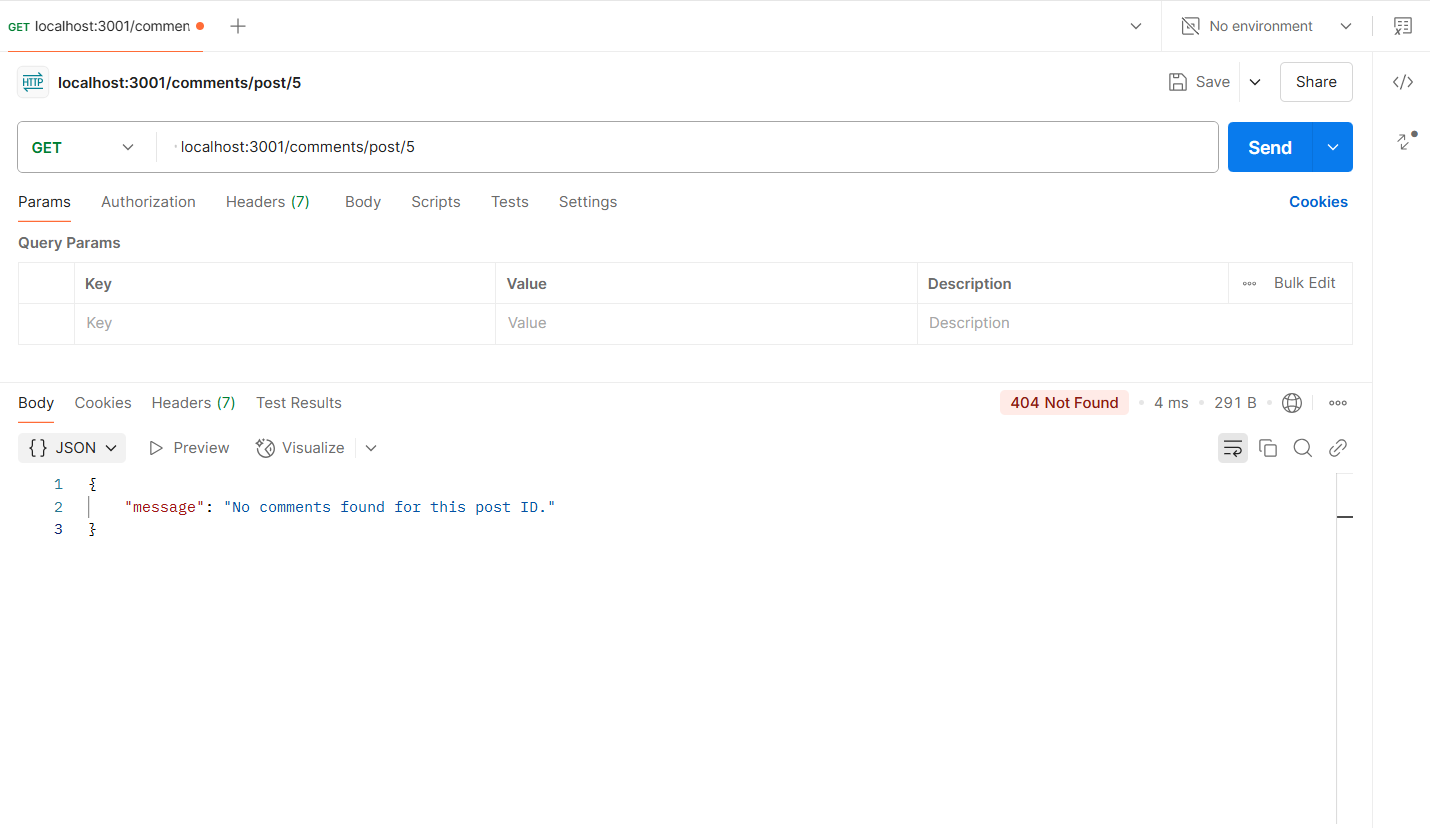 GET localhost:3001/commen
No environment
HTTP localhost:3001/comments/post/5
Save
Share
GET localhost:3001/comments/post/5
Send
Params Authorization Headers (7) Body Scripts Tests Settings Cookies
Query Params
Key Value Description Bulk Edit
Key Value Description
Body Cookies Headers (7) Test Results 404 Not Found 4 ms 291 B
{} JSON Preview Visualize
1 {
2 "message": "No comments found for this post ID."
3 }